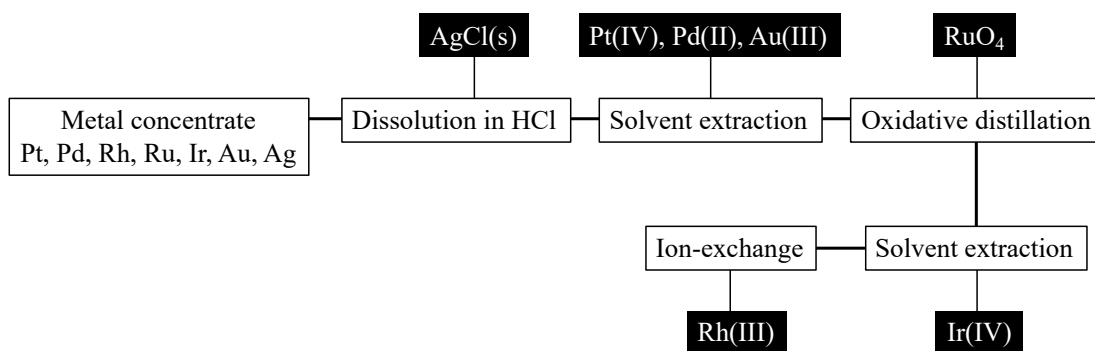 AgCl(s)
Pt(IV), Pd(II), Au(III)
RuO₄
Metal concentrate
Pt, Pd, Rh, Ru, Ir, Au, Ag
Dissolution in HCl
Solvent extraction
Oxidative distillation
Ion-exchange
Solvent extraction
Rh(III)
Ir(IV)